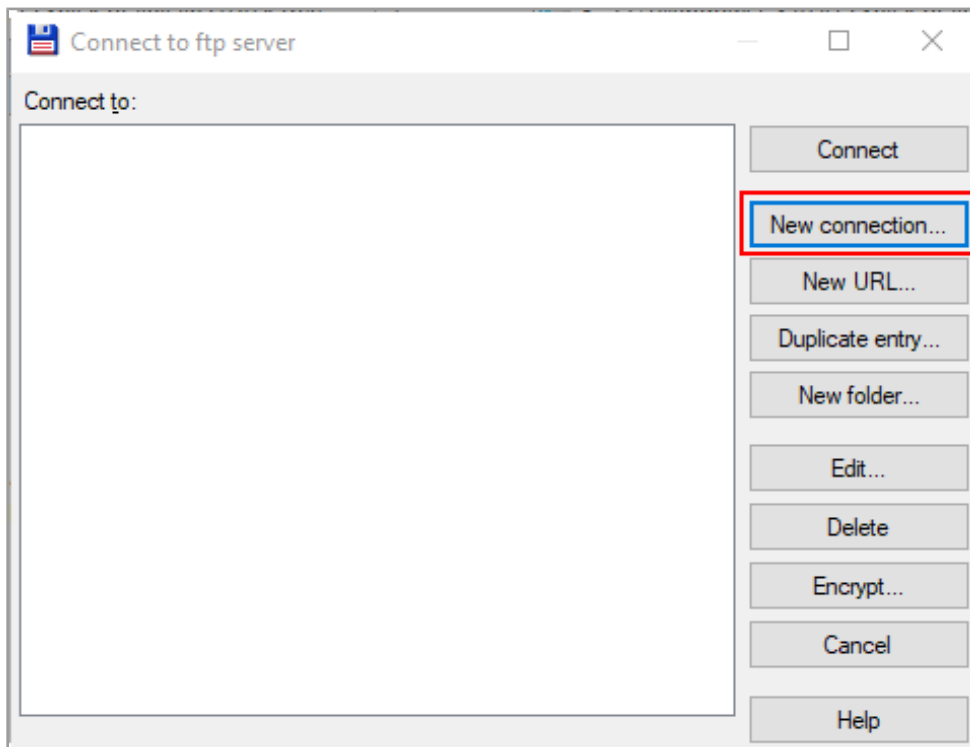 Connect to ftp server
Connect to:
Connect
New connection...
New URL...
Duplicate entry...
New folder...
Edit...
Delete
Encrypt...
Cancel
Help